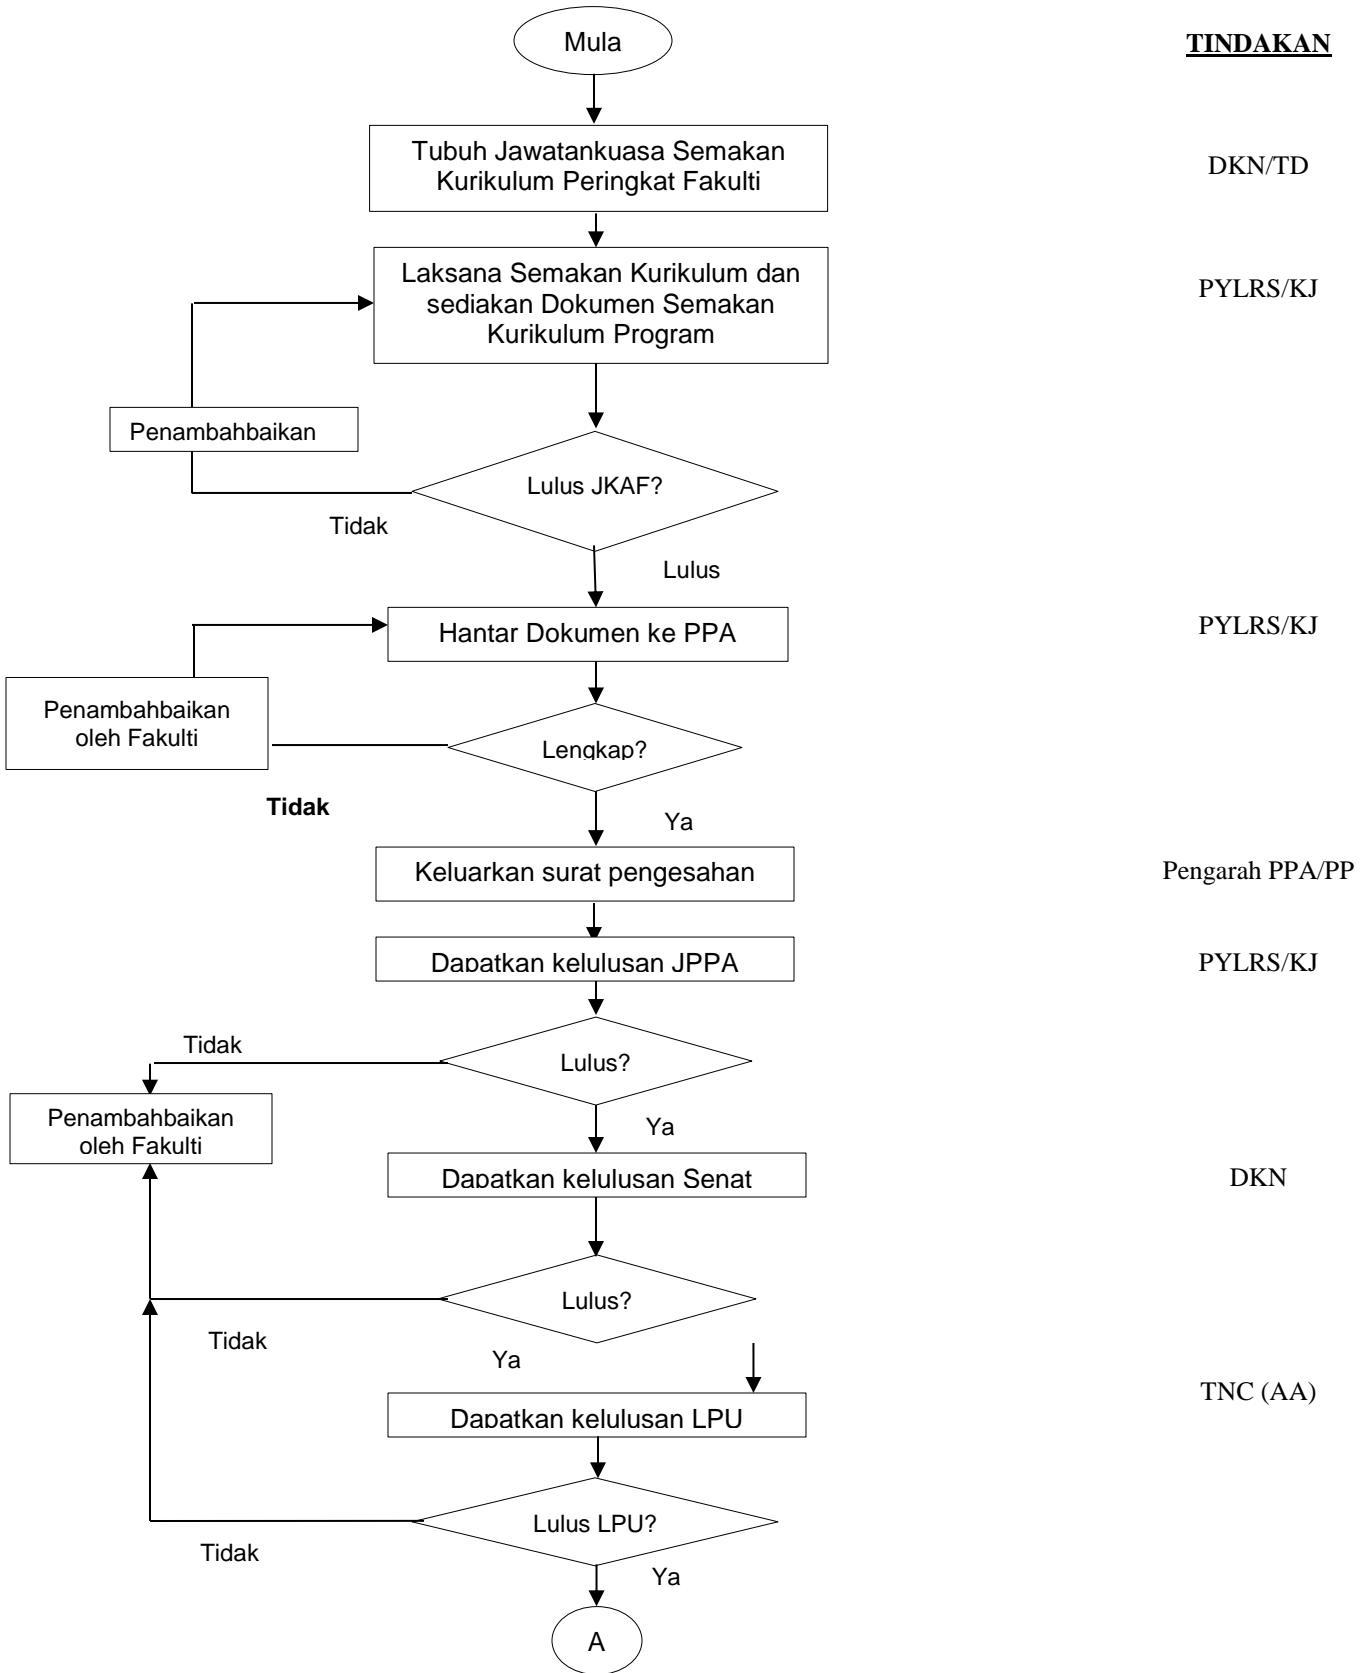 Mula
TINDAKAN
Tubuh Jawatankuasa Semakan
Kurikulum Peringkat Fakulti
DKN/TD
Laksana Semakan Kurikulum dan
sediakan Dokumen Semakan
Kurikulum Program
PYLRS/KJ
Penambahbaikan
Lulus JKAF?
Tidak
Lulus
Hantar Dokumen ke PPA
PYLRS/KJ
Penambahbaikan
oleh Fakulti
Lengkap?
Tidak
Ya
Keluarkan surat pengesahan
Pengarah PPA/PP
Dapatkan kelulusan JPPA
PYLRS/KJ
Tidak
Lulus?
Penambahbaikan
oleh Fakulti
Ya
Dapatkan kelulusan Senat
DKN
Lulus?
Tidak
Ya
Dapatkan kelulusan LPU
TNC (AA)
Lulus LPU?
Tidak
Ya
A